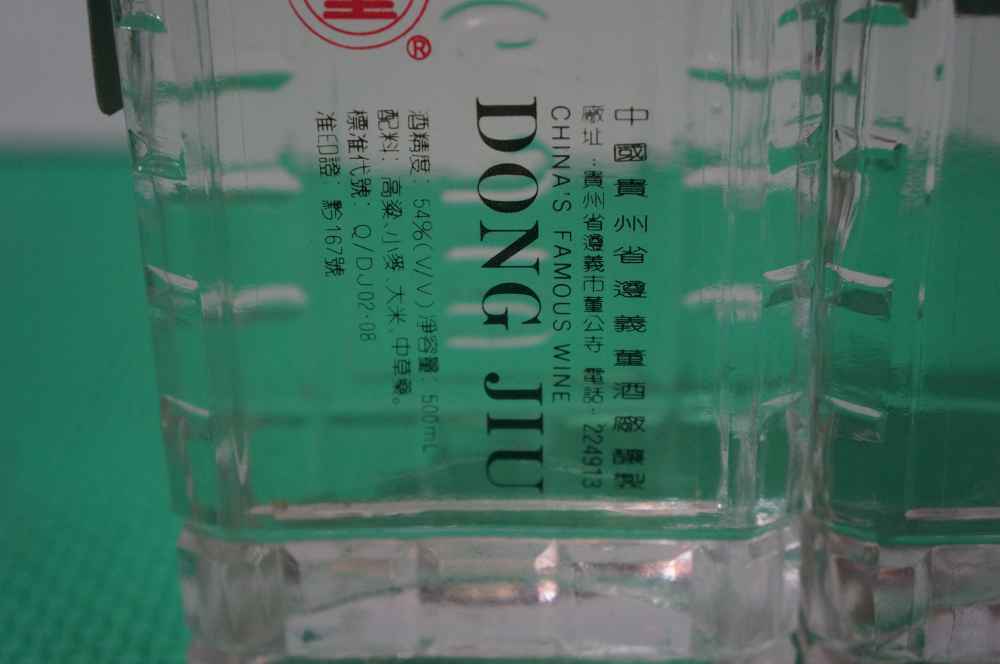 ®
中國貴州省遵義董酒廠釀製
廠址：貴州省遵義市董公寺 電話·224913
CHINA'S FAMOUS WINE
DONG JIU
酒精度：54%(V/V) 淨容量：500mL
配料：高粱、小麥、大米、中草藥。
標准代號：Q/DJ02·08
准印證：黔167號